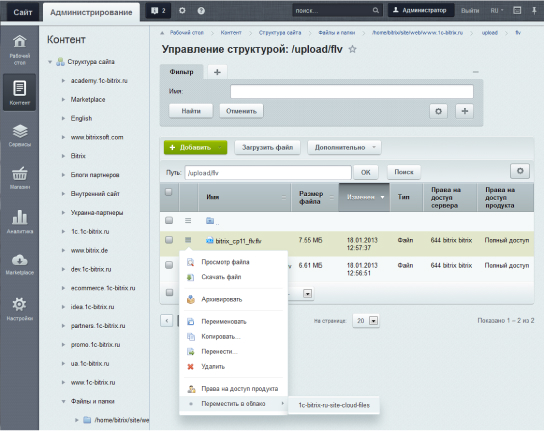 Сайт
Администрирование
2
поиск...
Администратор
Выйти
RU
Рабочий стол
Контент
Сервисы
Магазин
Аналитика
Marketplace
Настройки
Контент
Структура сайта
academy.1c-bitrix.ru
Marketplace
English
www.bitrixsoft.com
Bitrix
Блоги партнеров
Внутренний сайт
Украина-партнеры
1c.1c-bitrix.ru
www.bitrix.de
dev.1c-bitrix.ru
ecommerce.1c-bitrix.ru
idea.1c-bitrix.ru
partners.1c-bitrix.ru
promo.1c-bitrix.ru
ua.1c-bitrix.ru
www.1c-bitrix.ru
Файлы и папки
/home/bitrix/site/we
Рабочий стол Контент Структура сайта Файлы и папки /home/bitrix/site/web/www.1c-bitrix.ru upload flv
Управление структурой: /upload/flv
Фильтр +
Имя:
Найти Отменить
+ Добавить Загрузить файл Дополнительно
Путь: /upload/flv OK Поиск
Имя Размер файла Изменен Тип Права на доступ сервера Права на доступ продукта
..
bitrix_cp11_flv.flv 7.55 МБ 18.01.2013 12:57:37 Файл 644 bitrix bitrix Полный доступ
6.61 МБ 18.01.2013 12:56:51 Файл 644 bitrix bitrix Полный доступ
Просмотр файла
Скачать файл
Архивировать
Переименовать
Копировать...
Перенести...
Удалить
Права на доступ продукта
Переместить в облако
1c-bitrix-ru-site-cloud-files
На странице: 20
Показано 1 – 2 из 2